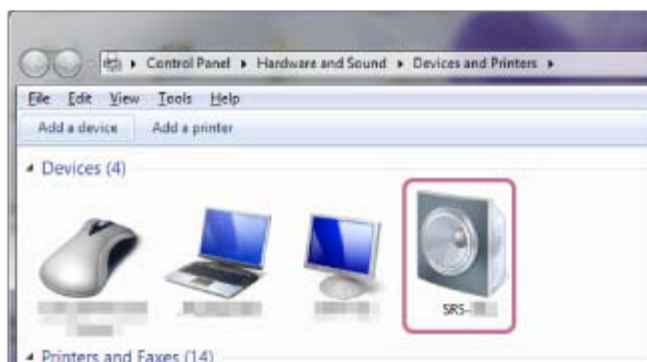 Control Panel ▸ Hardware and Sound ▸ Devices and Printers ▸
File Edit View Tools Help
Add a device Add a printer
Devices (4)
SRS-
Printers and Faxes (14)